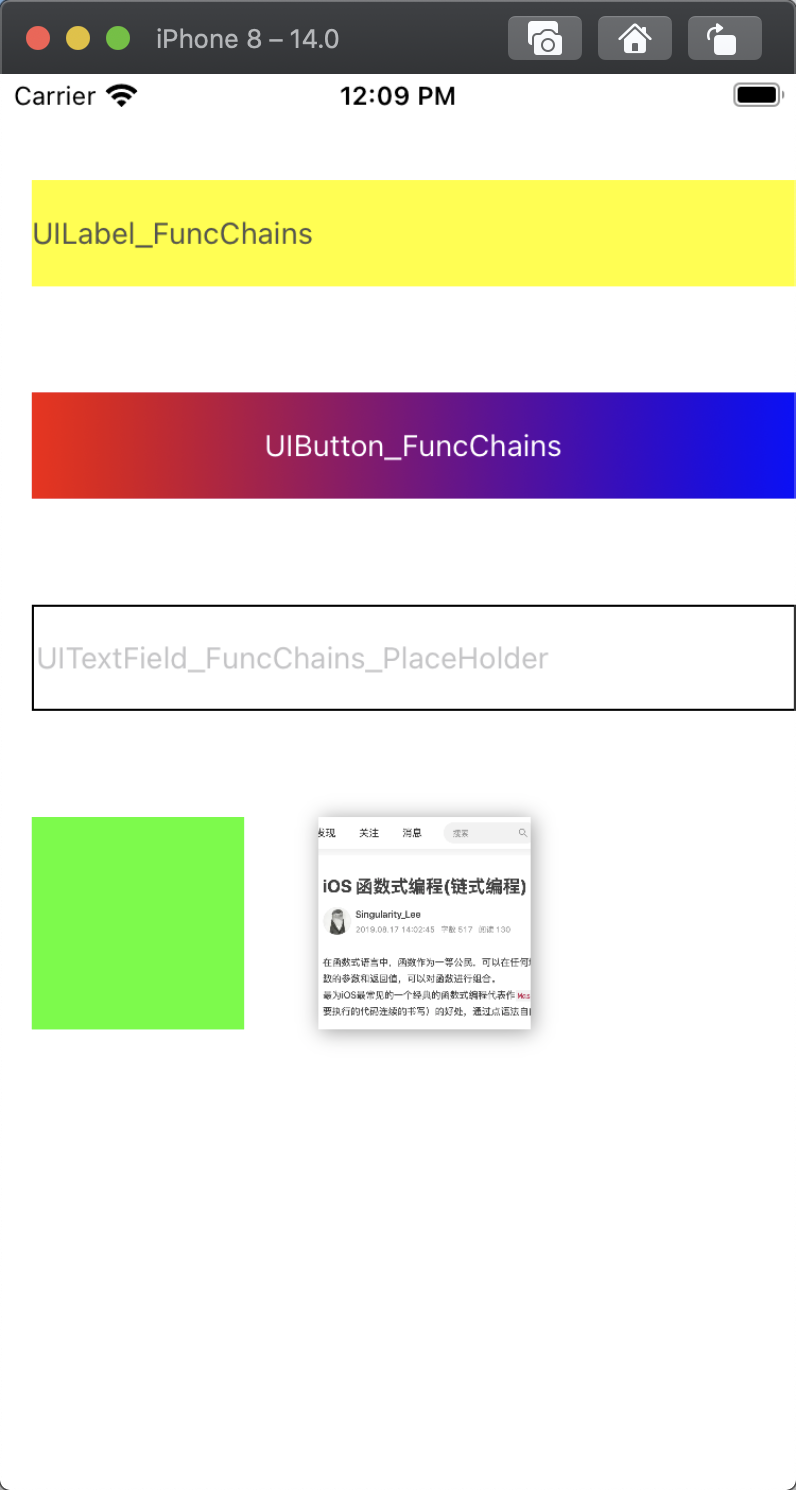 iPhone 8 – 14.0
Carrier 12:09 PM
UILabel_FuncChains
UIButton_FuncChains
UITextField_FuncChains_PlaceHolder
发现 关注 消息 搜索
iOS 函数式编程(链式编程)
Singularity_Lee
2019.08.17 14:02:45 字数 517 阅读 130
在函数式语言中，函数作为一等公民，可以在任何
数的参数和返回值，可以对函数进行组合。
最为iOS最常见的一个经典的函数式编程代表作 Mas
要执行的代码连续的书写）的好处，通过点语法自